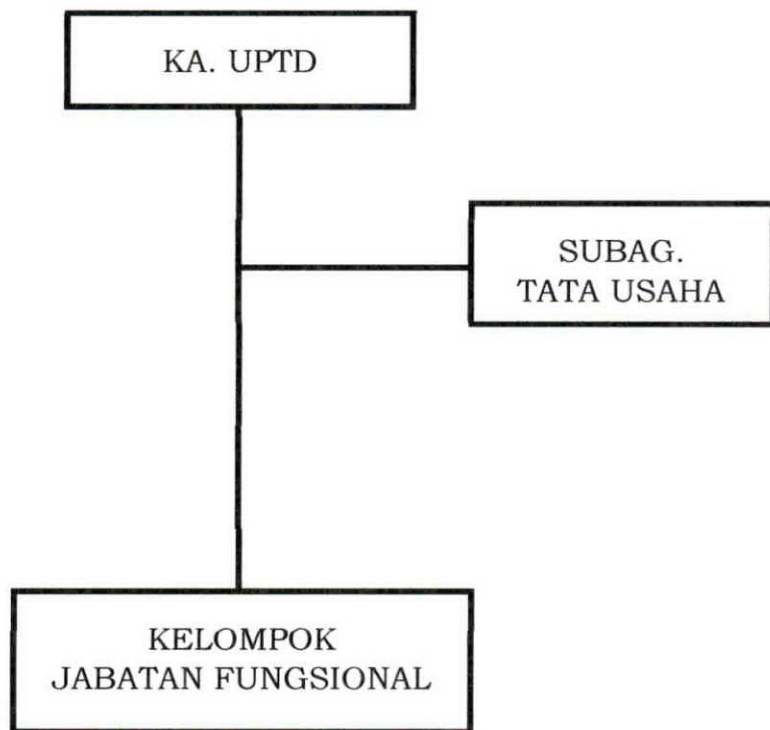 KA. UPTD
SUBAG.
TATA USAHA
KELOMPOK
JABATAN FUNGSIONAL